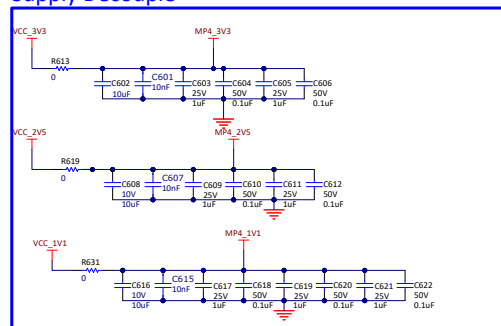 Supply Decouple
VCC_3V3
MP4_3V3
R613
0
C602
10uF
C601
10nF
C603
25V
1uF
C604
50V
0.1uF
C605
25V
1uF
C606
50V
0.1uF
VCC_2V5
MP4_2V5
R619
0
C608
10V
10uF
C607
10nF
C609
25V
1uF
C610
50V
0.1uF
C611
25V
1uF
C612
50V
0.1uF
VCC_1V1
MP4_1V1
R631
0
C616
10V
10uF
C615
10nF
C617
25V
1uF
C618
50V
0.1uF
C619
25V
1uF
C620
50V
0.1uF
C621
25V
1uF
C622
50V
0.1uF